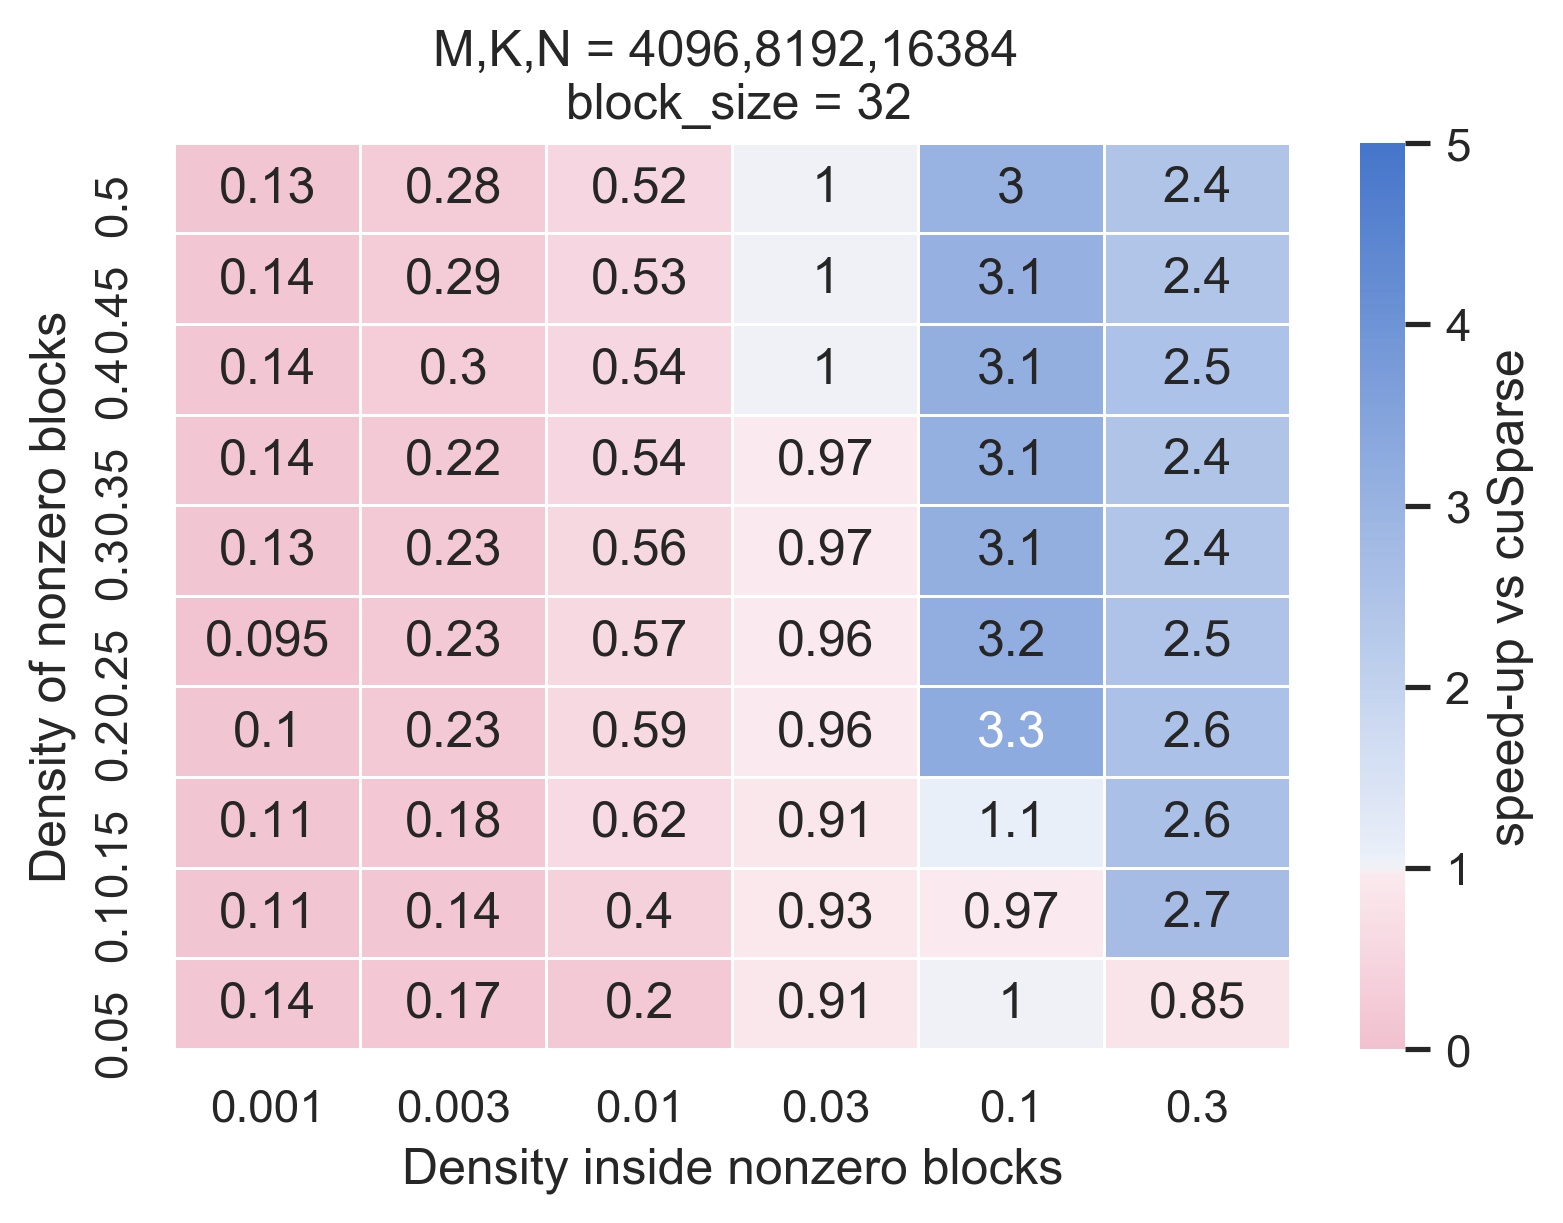 M,K,N = 4096,8192,16384
block_size = 32
Density of nonzero blocks
0.5 0.13 0.28 0.52 1 3 2.4
0.45 0.14 0.29 0.53 1 3.1 2.4
0.4 0.14 0.3 0.54 1 3.1 2.5
0.35 0.14 0.22 0.54 0.97 3.1 2.4
0.3 0.13 0.23 0.56 0.97 3.1 2.4
0.25 0.095 0.23 0.57 0.96 3.2 2.5
0.2 0.1 0.23 0.59 0.96 3.3 2.6
0.15 0.11 0.18 0.62 0.91 1.1 2.6
0.1 0.11 0.14 0.4 0.93 0.97 2.7
0.05 0.14 0.17 0.2 0.91 1 0.85
0.001 0.003 0.01 0.03 0.1 0.3
Density inside nonzero blocks
5
4
3
2
1
0
speed-up vs cuSparse